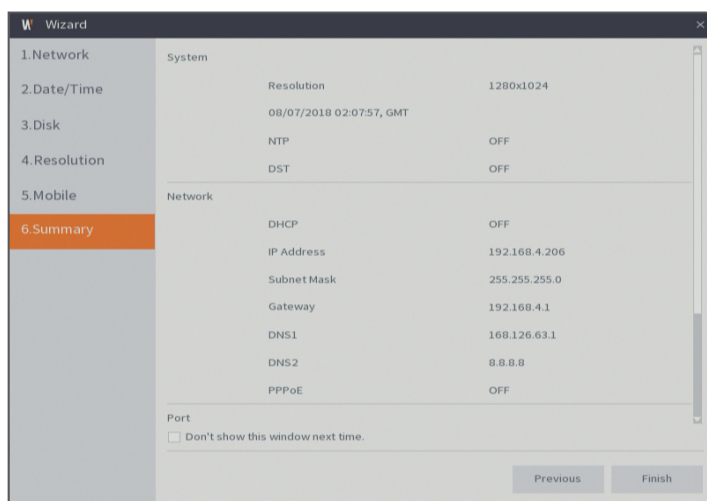 Wizard
1.Network
2.Date/Time
3.Disk
4.Resolution
5.Mobile
6.Summary
System
Resolution 1280x1024
08/07/2018 02:07:57, GMT
NTP OFF
DST OFF
Network
DHCP OFF
IP Address 192.168.4.206
Subnet Mask 255.255.255.0
Gateway 192.168.4.1
DNS1 168.126.63.1
DNS2 8.8.8.8
PPPoE OFF
Port
Don't show this window next time.
Previous Finish